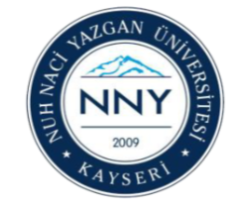 NUH NACİ YAZGAN ÜNİVERSİTESİ
NNY
2009
★ KAYSERİ ★